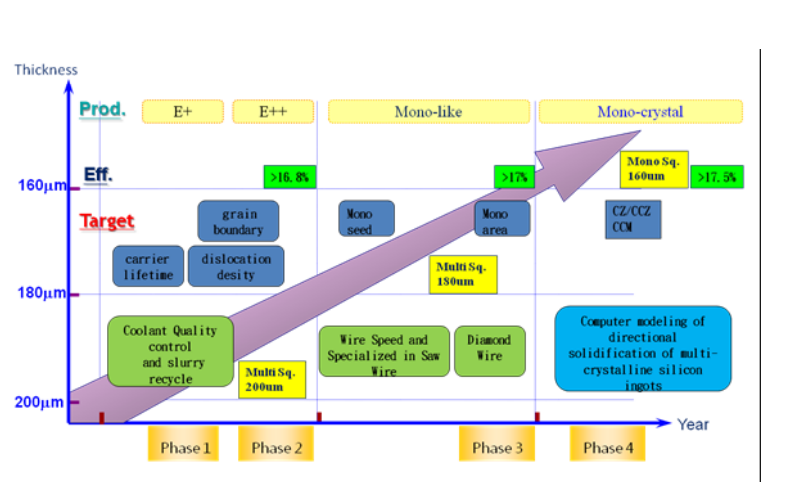 Thickness
Prod.
E+
E++
Mono-like
Mono-crystal
Eff.
>16.8%
>17%
Mono Sq.
160um
>17.5%
160μm
Target
grain
boundary
Mono
seed
Mono
area
CZ/CCZ
CCM
carrier
lifetime
dislocation
desity
Multi Sq.
180um
180μm
Coolant Quality
control
and slurry
recycle
Wire Speed and
Specialized in Saw
Wire
Diamond
Wire
Computer modeling of
directional
solidification of multi-
crystalline silicon
ingots
Multi Sq.
200um
200μm
Year
Phase 1
Phase 2
Phase 3
Phase 4